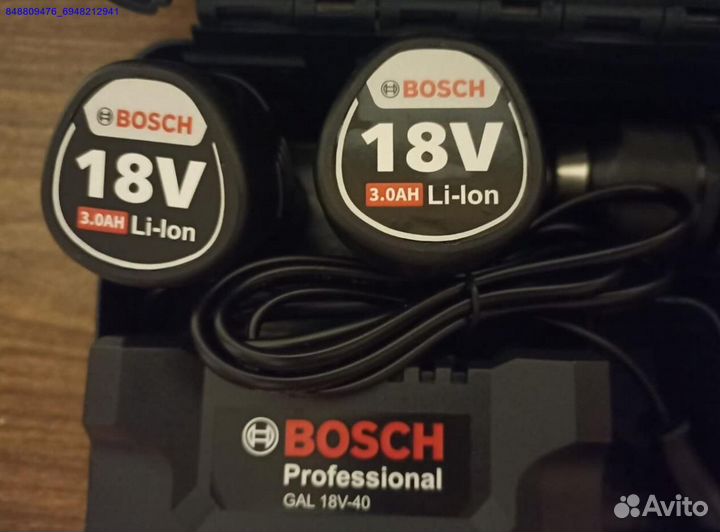 848809476_6948212941
BOSCH
18V
3.0AH Li-Ion
BOSCH
18V
3.0AH Li-Ion
BOSCH
Professional
GAL 18V-40
Avito